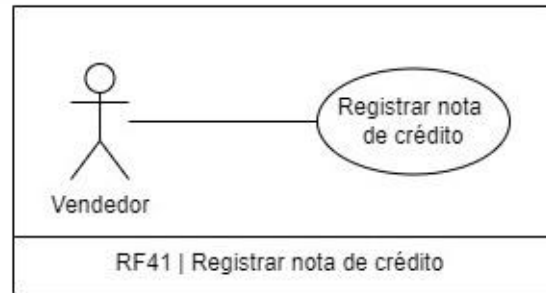 Registrar nota
de crédito
Vendedor
RF41 | Registrar nota de crédito